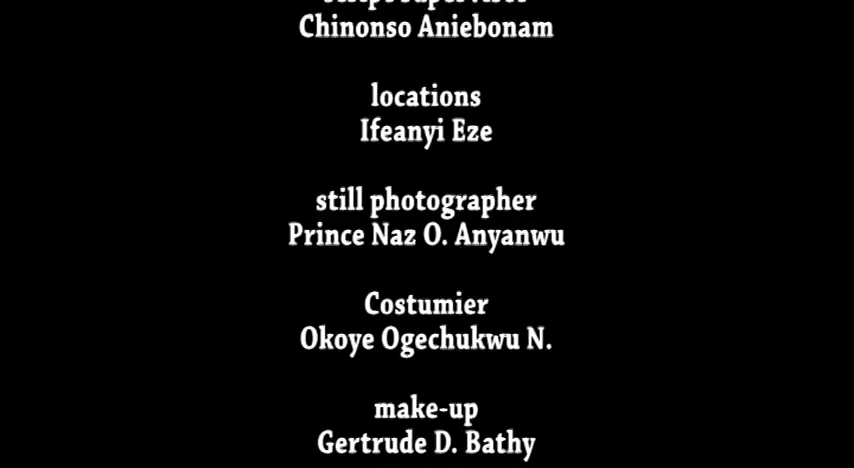 Chinonso Aniebonam
locations
Ifeanyi Eze
still photographer
Prince Naz O. Anyanwu
Costumier
Okoye Ogechukwu N.
make-up
Gertrude D. Bathy